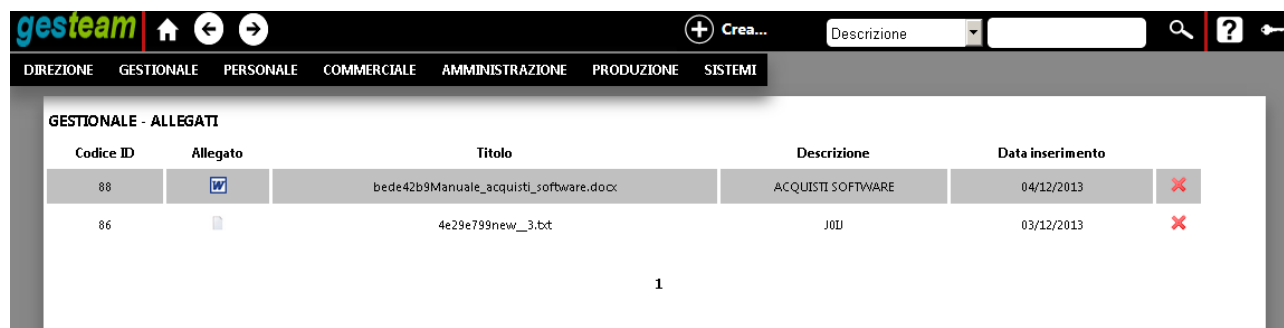 gesteam Crea... Descrizione ?
DIREZIONE GESTIONALE PERSONALE COMMERCIALE AMMINISTRAZIONE PRODUZIONE SISTEMI
GESTIONALE - ALLEGATI
Codice ID Allegato Titolo Descrizione Data inserimento
88 W bede42b9Manuale_acquisti_software.docx ACQUISTI SOFTWARE 04/12/2013
86 4e29e799new__3.txt 03/12/2013
1